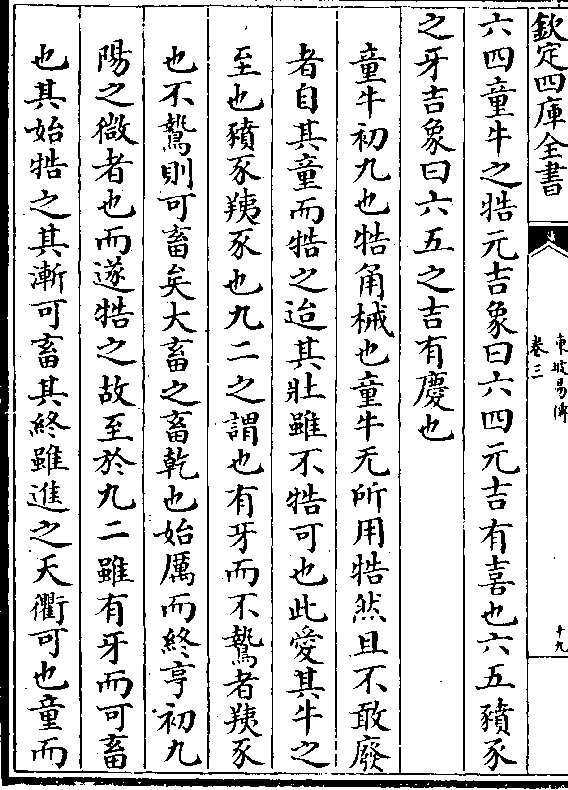 欽定四庫全書
東坡易傳
卷三
十九
六四童牛之牿元吉象曰六四元吉有喜也六五豶豕
之牙吉象曰六五之吉有慶也
童牛初九也牿角械也童牛无所用牿然且不敢廢
者自其童而牿之迨其壯雖不牿可也此愛其牛之
至也豶豕羠豕也九二之謂也有牙而不鷙者羠豕
也不鷙則可畜矣大畜之畜乾也始厲而終亨初九
陽之微者也而遂牿之故至於九二雖有牙而可畜
也其始牿之其漸可畜其終雖進之天衢可也童而